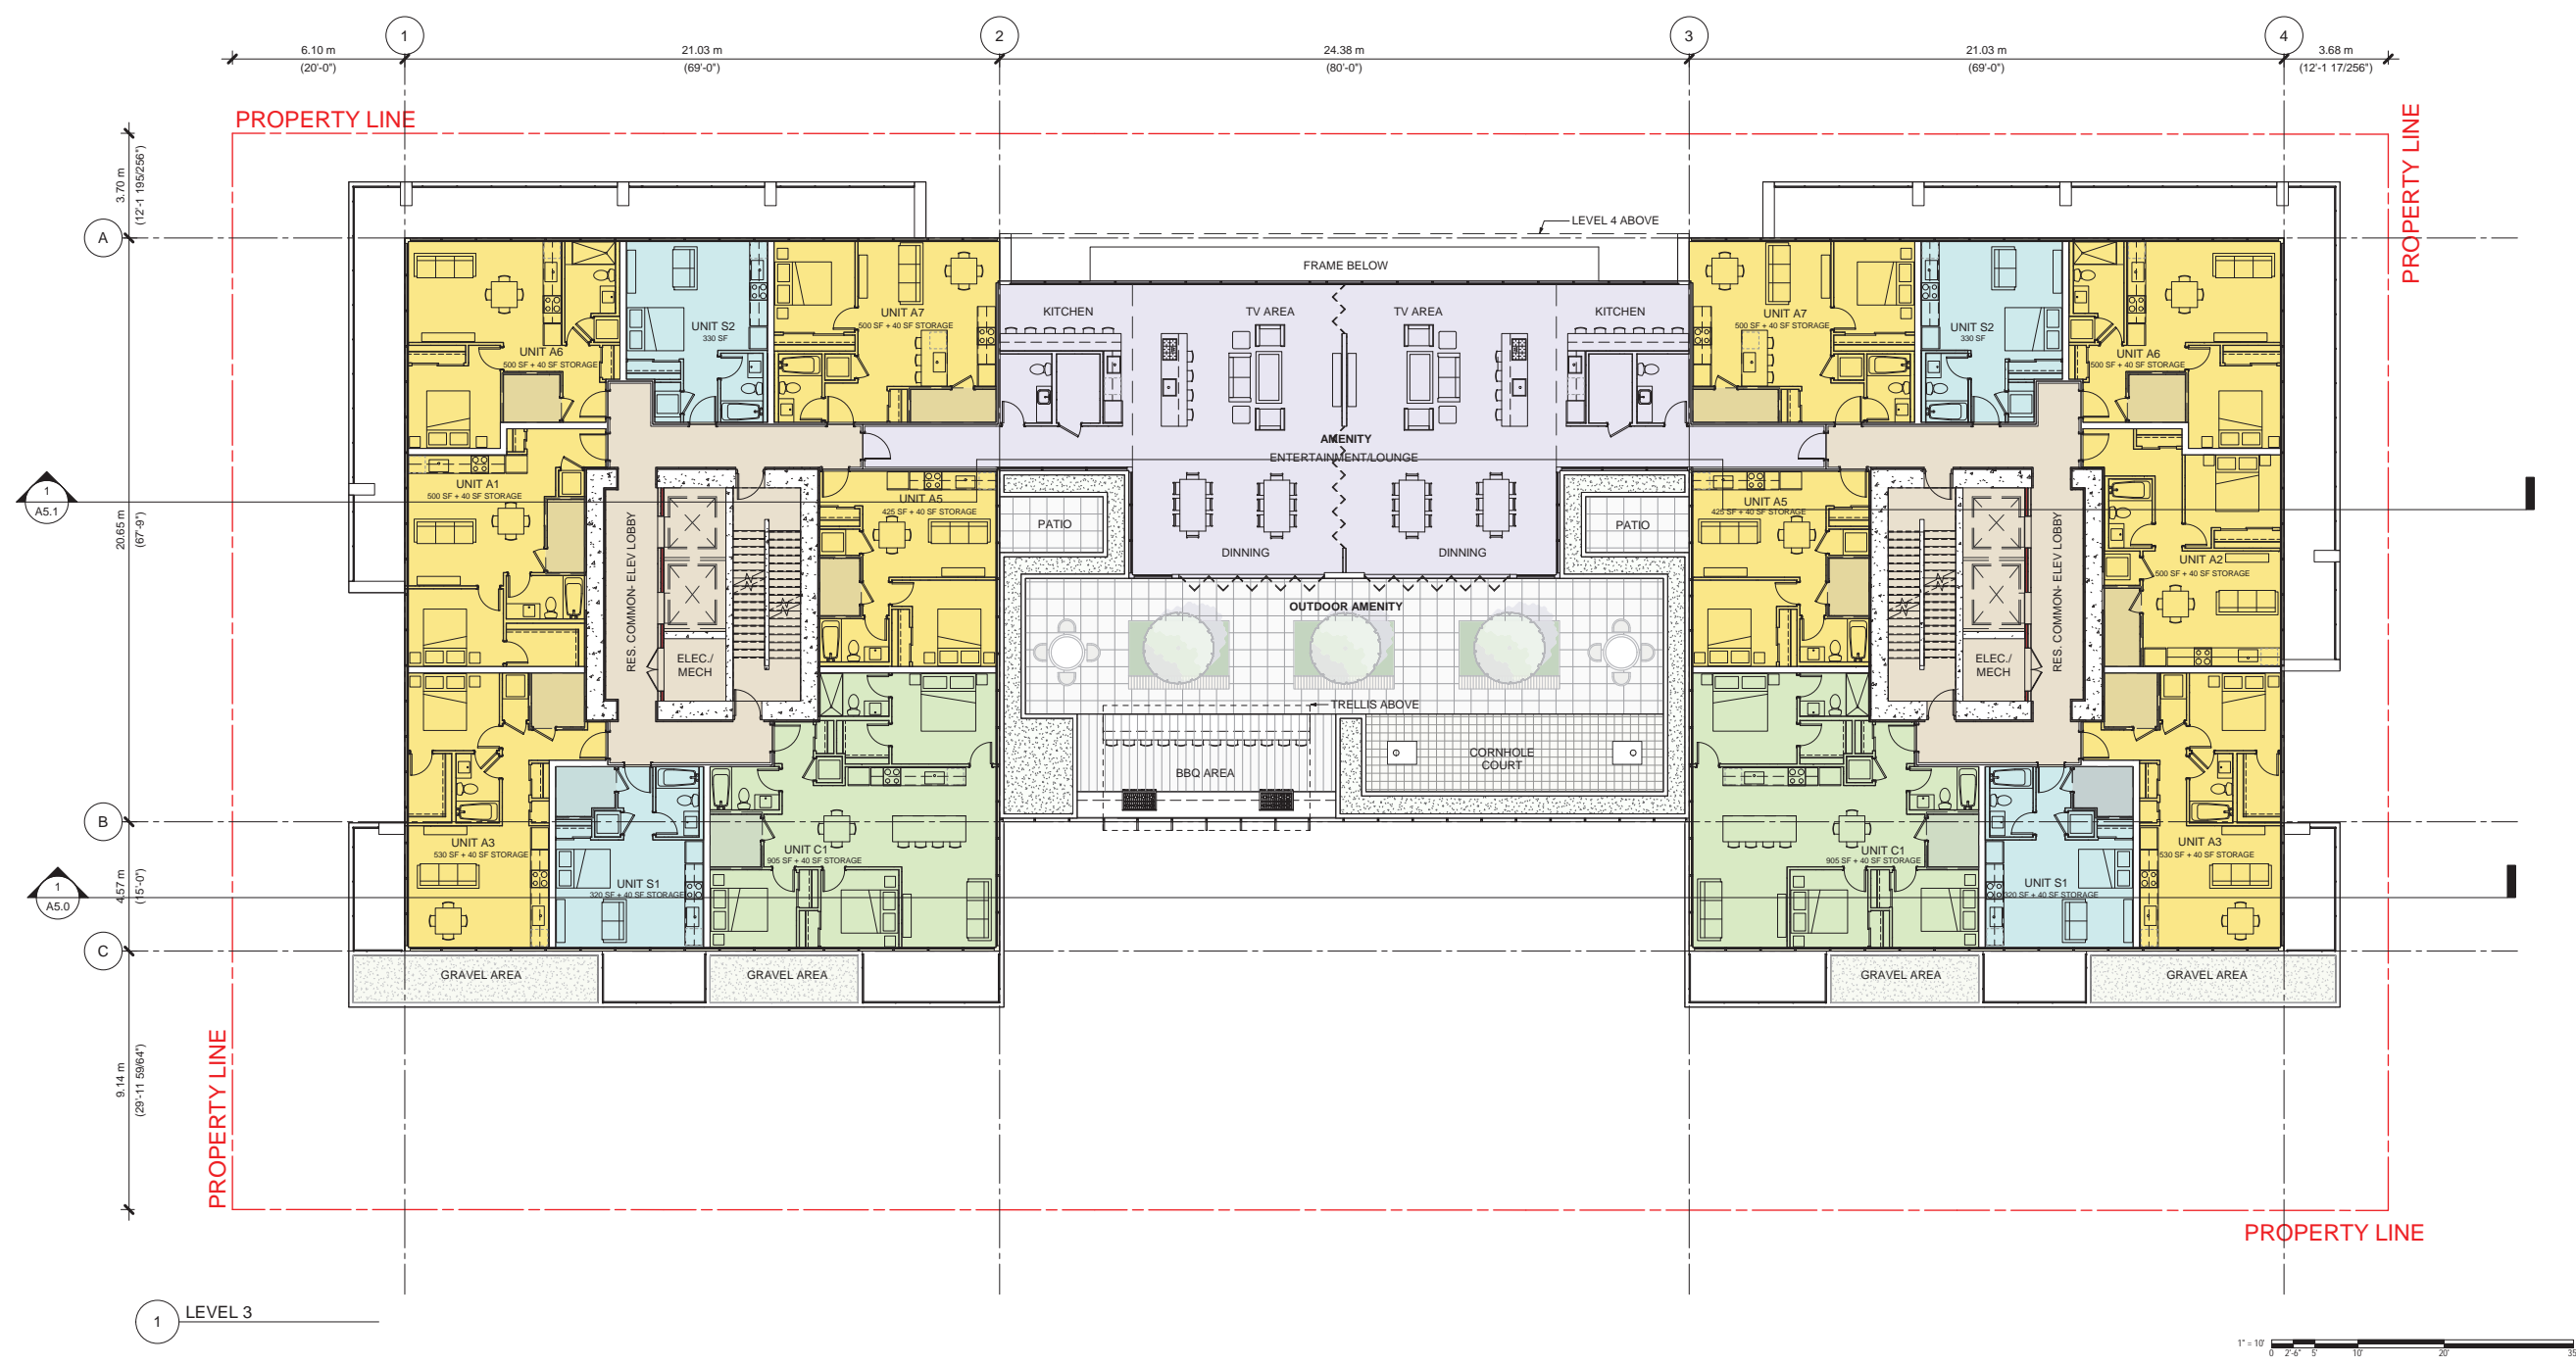 1
2
3
4
6.10 m
(20'-0")
21.03 m
(69'-0")
24.38 m
(80'-0")
21.03 m
(69'-0")
3.68 m
(12'-1 17/256")
PROPERTY LINE
PROPERTY LINE
3.70 m
(12'-1 195/256")
A
LEVEL 4 ABOVE
FRAME BELOW
UNIT A6
500 SF + 40 SF STORAGE
UNIT S2
330 SF
UNIT A7
500 SF + 40 SF STORAGE
KITCHEN
TV AREA
TV AREA
KITCHEN
UNIT A7
500 SF + 40 SF STORAGE
UNIT S2
330 SF
UNIT A6
500 SF + 40 SF STORAGE
AMENITY
ENTERTAINMENT/LOUNGE
1
A5.1
20.65 m
(67'-9")
UNIT A1
500 SF + 40 SF STORAGE
RES. COMMON- ELEV LOBBY
ELEC./
MECH
UNIT A5
425 SF + 40 SF STORAGE
PATIO
DINNING
DINNING
PATIO
UNIT A5
425 SF + 40 SF STORAGE
ELEC./
MECH
RES. COMMON- ELEV LOBBY
UNIT A2
500 SF + 40 SF STORAGE
OUTDOOR AMENITY
TRELLIS ABOVE
BBQ AREA
CORNHOLE
COURT
B
UNIT A3
530 SF + 40 SF STORAGE
UNIT S1
320 SF + 40 SF STORAGE
UNIT C1
905 SF + 40 SF STORAGE
UNIT C1
905 SF + 40 SF STORAGE
UNIT S1
320 SF + 40 SF STORAGE
UNIT A3
530 SF + 40 SF STORAGE
1
A5.0
4.57 m
(15'-0")
C
GRAVEL AREA
GRAVEL AREA
GRAVEL AREA
GRAVEL AREA
9.14 m
(29'-11 59/64")
PROPERTY LINE
PROPERTY LINE
1
LEVEL 3
1" = 10'
0 2'-6" 5' 10' 20'